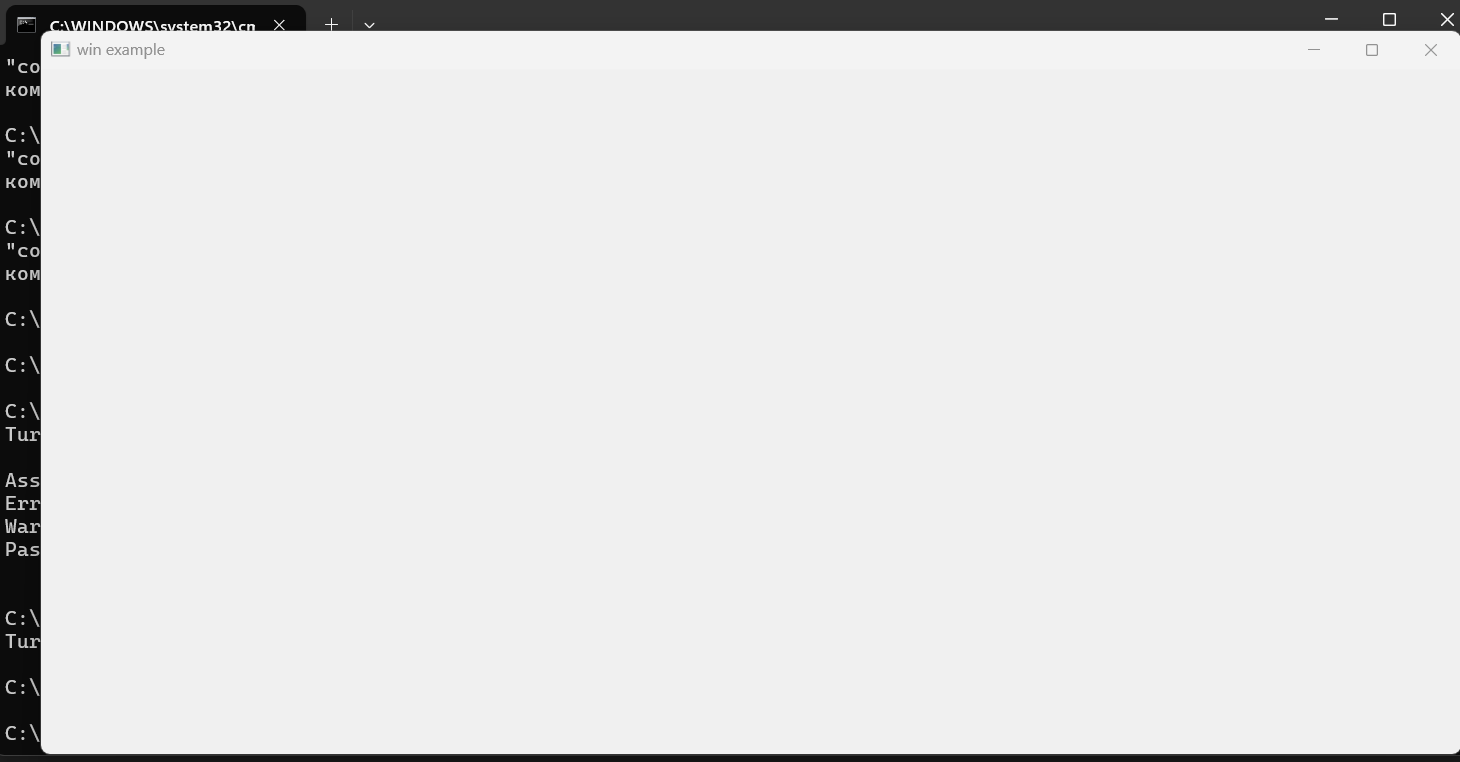 C:\WINDOWS\system32\cn
win example
"co
ком
C:\
"co
ком
C:\
"co
ком
C:\
C:\
C:\
Tur
Ass
Err
War
Pas
C:\
Tur
C:\
C:\